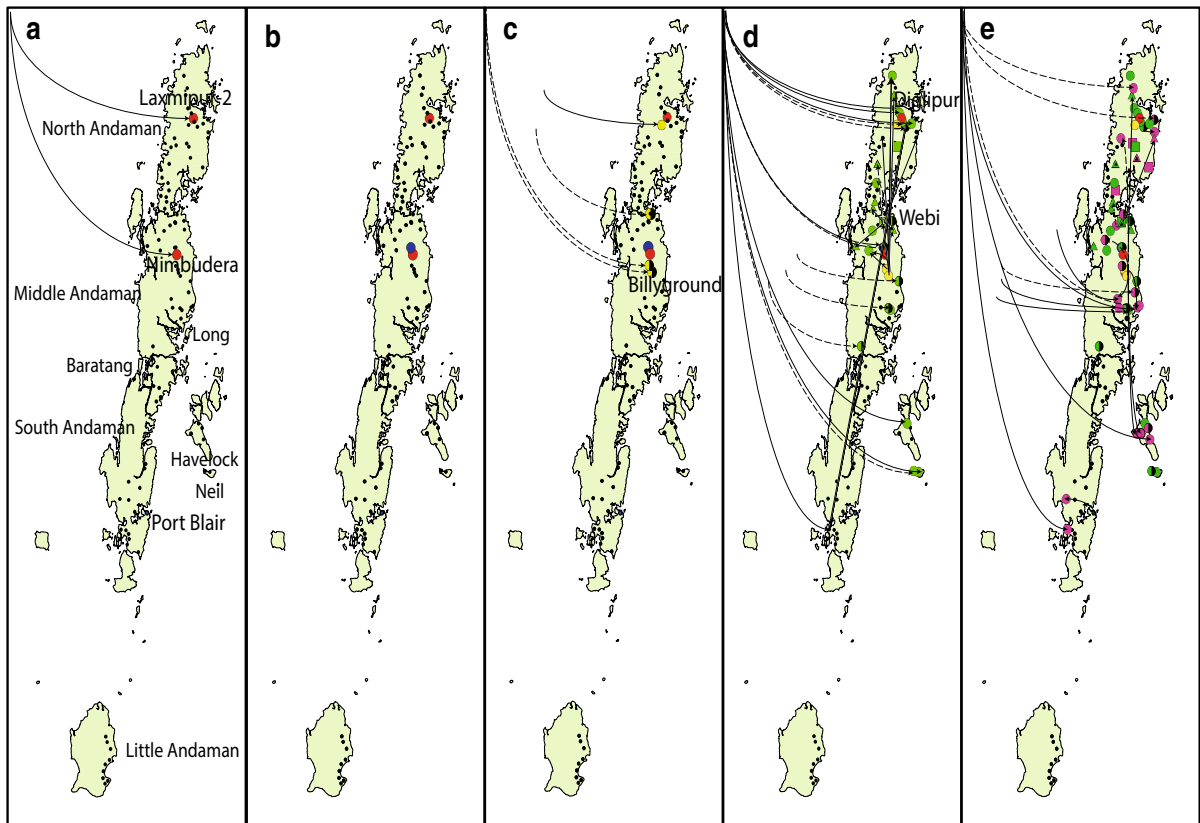 a
Laxmipur-2
North Andaman
Nimbudera
Middle Andaman
Long
Baratang
South Andaman
Havelock
Neil
Port Blair
Little Andaman
b
c
Billyground
d
Diglipur
Webi
e